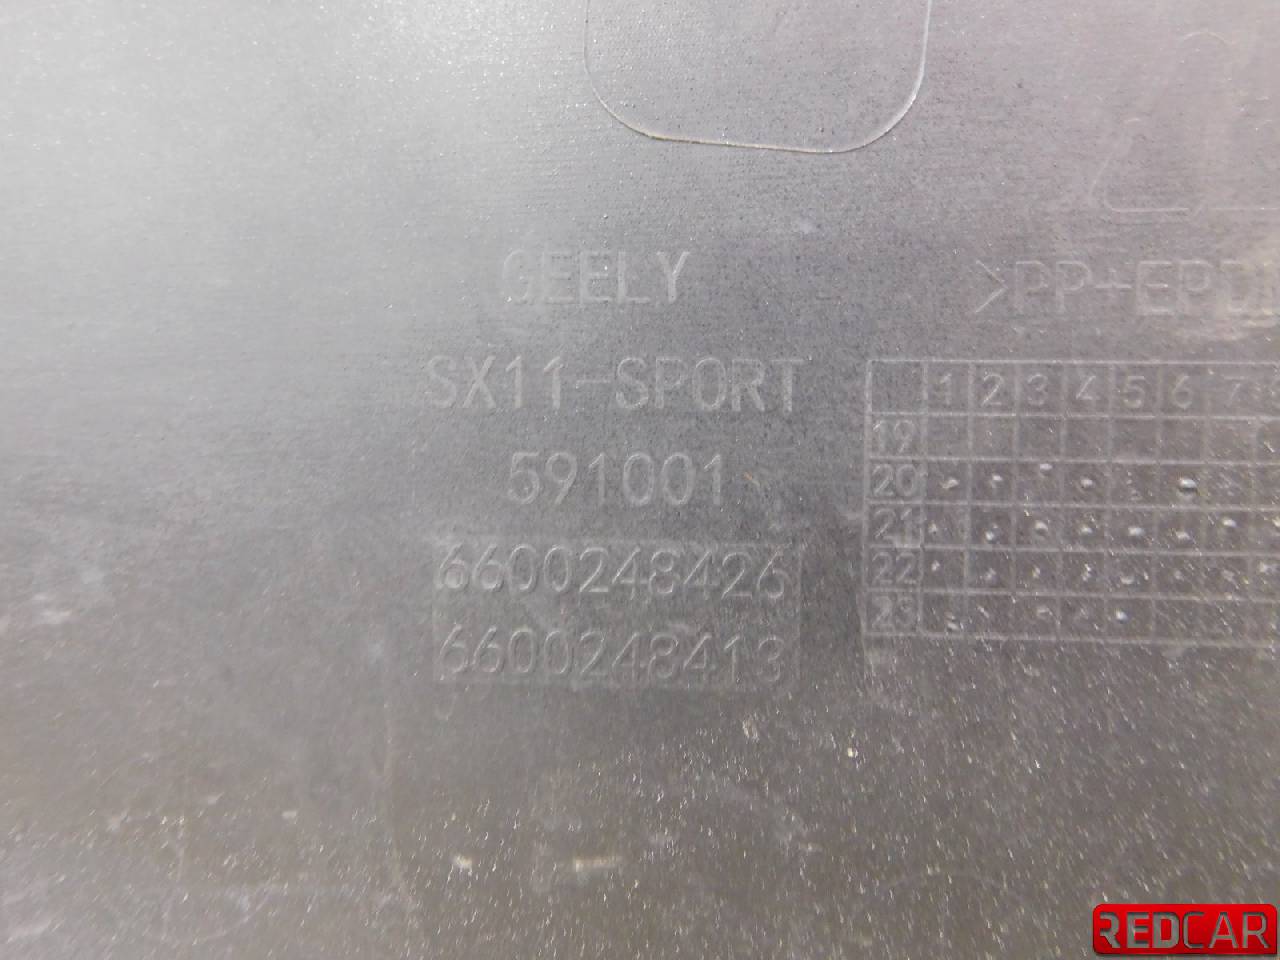 GEELY
>PP+EPD
SX11-SPORT
591001
6600248426
6600248413
1 2 3 4 5 6 7
19
20
21
22
23
REDCAR